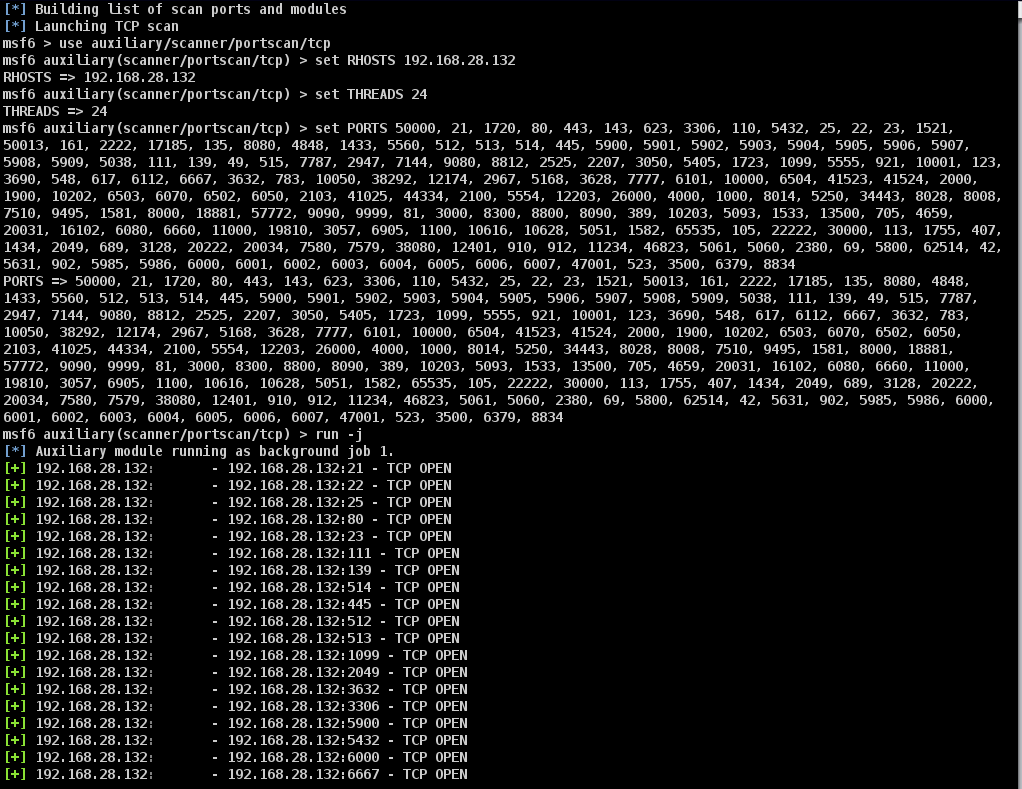 [*] Building list of scan ports and modules
[*] Launching TCP scan
msf6 > use auxiliary/scanner/portscan/tcp
msf6 auxiliary(scanner/portscan/tcp) > set RHOSTS 192.168.28.132
RHOSTS => 192.168.28.132
msf6 auxiliary(scanner/portscan/tcp) > set THREADS 24
THREADS => 24
msf6 auxiliary(scanner/portscan/tcp) > set PORTS 50000, 21, 1720, 80, 443, 143, 623, 3306, 110, 5432, 25, 22, 23, 1521,
50013, 161, 2222, 17185, 135, 8080, 4848, 1433, 5560, 512, 513, 514, 445, 5900, 5901, 5902, 5903, 5904, 5905, 5906, 5907,
5908, 5909, 5038, 111, 139, 49, 515, 7787, 2947, 7144, 9080, 8812, 2525, 2207, 3050, 5405, 1723, 1099, 5555, 921, 10001, 123,
3690, 548, 617, 6112, 6667, 3632, 783, 10050, 38292, 12174, 2967, 5168, 3628, 7777, 6101, 10000, 6504, 41523, 41524, 2000,
1900, 10202, 6503, 6070, 6502, 6050, 2103, 41025, 44334, 2100, 5554, 12203, 26000, 4000, 1000, 8014, 5250, 34443, 8028, 8008,
7510, 9495, 1581, 8000, 18881, 57772, 9090, 9999, 81, 3000, 8300, 8800, 8090, 389, 10203, 5093, 1533, 13500, 705, 4659,
20031, 16102, 6080, 6660, 11000, 19810, 3057, 6905, 1100, 10616, 10628, 5051, 1582, 65535, 105, 22222, 30000, 113, 1755, 407,
1434, 2049, 689, 3128, 20222, 20034, 7580, 7579, 38080, 12401, 910, 912, 11234, 46823, 5061, 5060, 2380, 69, 5800, 62514, 42,
5631, 902, 5985, 5986, 6000, 6001, 6002, 6003, 6004, 6005, 6006, 6007, 47001, 523, 3500, 6379, 8834
PORTS => 50000, 21, 1720, 80, 443, 143, 623, 3306, 110, 5432, 25, 22, 23, 1521, 50013, 161, 2222, 17185, 135, 8080, 4848,
1433, 5560, 512, 513, 514, 445, 5900, 5901, 5902, 5903, 5904, 5905, 5906, 5907, 5908, 5909, 5038, 111, 139, 49, 515, 7787,
2947, 7144, 9080, 8812, 2525, 2207, 3050, 5405, 1723, 1099, 5555, 921, 10001, 123, 3690, 548, 617, 6112, 6667, 3632, 783,
10050, 38292, 12174, 2967, 5168, 3628, 7777, 6101, 10000, 6504, 41523, 41524, 2000, 1900, 10202, 6503, 6070, 6502, 6050,
2103, 41025, 44334, 2100, 5554, 12203, 26000, 4000, 1000, 8014, 5250, 34443, 8028, 8008, 7510, 9495, 1581, 8000, 18881,
57772, 9090, 9999, 81, 3000, 8300, 8800, 8090, 389, 10203, 5093, 1533, 13500, 705, 4659, 20031, 16102, 6080, 6660, 11000,
19810, 3057, 6905, 1100, 10616, 10628, 5051, 1582, 65535, 105, 22222, 30000, 113, 1755, 407, 1434, 2049, 689, 3128, 20222,
20034, 7580, 7579, 38080, 12401, 910, 912, 11234, 46823, 5061, 5060, 2380, 69, 5800, 62514, 42, 5631, 902, 5985, 5986, 6000,
6001, 6002, 6003, 6004, 6005, 6006, 6007, 47001, 523, 3500, 6379, 8834
msf6 auxiliary(scanner/portscan/tcp) > run -j
[*] Auxiliary module running as background job 1.
[+] 192.168.28.132: - 192.168.28.132:21 - TCP OPEN
[+] 192.168.28.132: - 192.168.28.132:22 - TCP OPEN
[+] 192.168.28.132: - 192.168.28.132:25 - TCP OPEN
[+] 192.168.28.132: - 192.168.28.132:80 - TCP OPEN
[+] 192.168.28.132: - 192.168.28.132:23 - TCP OPEN
[+] 192.168.28.132: - 192.168.28.132:111 - TCP OPEN
[+] 192.168.28.132: - 192.168.28.132:139 - TCP OPEN
[+] 192.168.28.132: - 192.168.28.132:514 - TCP OPEN
[+] 192.168.28.132: - 192.168.28.132:445 - TCP OPEN
[+] 192.168.28.132: - 192.168.28.132:512 - TCP OPEN
[+] 192.168.28.132: - 192.168.28.132:513 - TCP OPEN
[+] 192.168.28.132: - 192.168.28.132:1099 - TCP OPEN
[+] 192.168.28.132: - 192.168.28.132:2049 - TCP OPEN
[+] 192.168.28.132: - 192.168.28.132:3632 - TCP OPEN
[+] 192.168.28.132: - 192.168.28.132:3306 - TCP OPEN
[+] 192.168.28.132: - 192.168.28.132:5900 - TCP OPEN
[+] 192.168.28.132: - 192.168.28.132:5432 - TCP OPEN
[+] 192.168.28.132: - 192.168.28.132:6000 - TCP OPEN
[+] 192.168.28.132: - 192.168.28.132:6667 - TCP OPEN